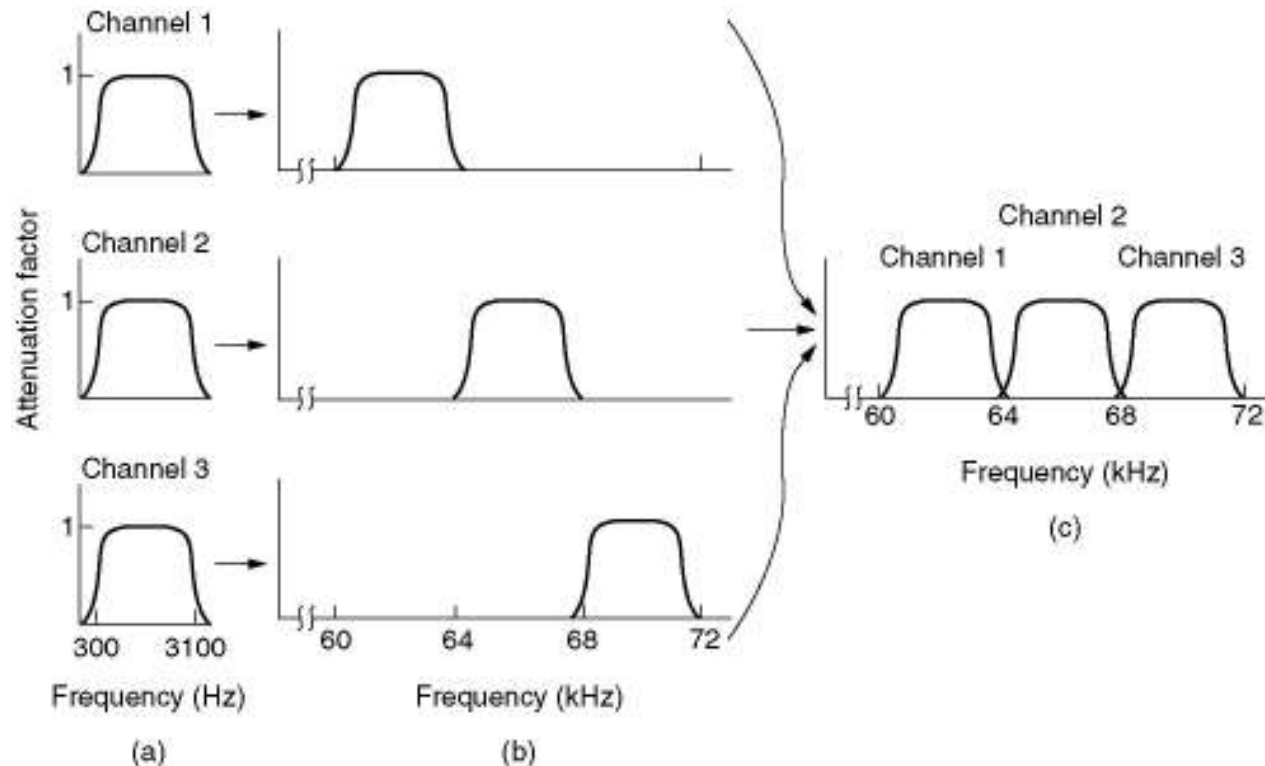 Channel 1
1
Channel 2
1
Channel 3
1
300 3100
Frequency (Hz)
(a)
Attenuation factor
60 64 68 72
Frequency (kHz)
(b)
Channel 2
Channel 1 Channel 3
60 64 68 72
Frequency (kHz)
(c)